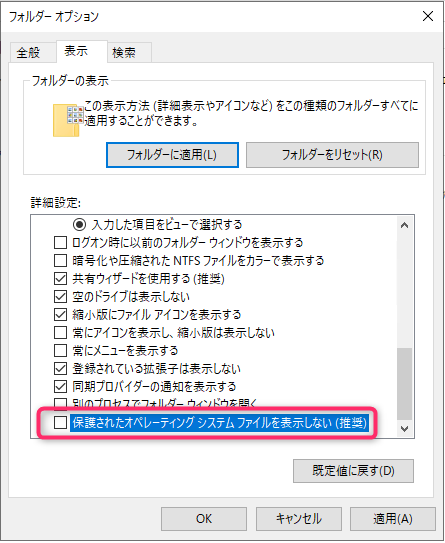 フォルダー オプション
全般
表示
検索
フォルダーの表示
この表示方法 (詳細表示やアイコンなど) をこの種類のフォルダーすべてに
適用することができます。
フォルダーに適用(L)
フォルダーをリセット(R)
詳細設定:
入力した項目をビューで選択する
ログオン時に以前のフォルダー ウィンドウを表示する
暗号化や圧縮された NTFS ファイルをカラーで表示する
共有ウィザードを使用する (推奨)
空のドライブは表示しない
縮小版にファイル アイコンを表示する
常にアイコンを表示し、縮小版は表示しない
常にメニューを表示する
登録されている拡張子は表示しない
同期プロバイダーの通知を表示する
別のプロセスでフォルダー ウィンドウを開く
保護されたオペレーティング システム ファイルを表示しない (推奨)
既定値に戻す(D)
OK
キャンセル
適用(A)